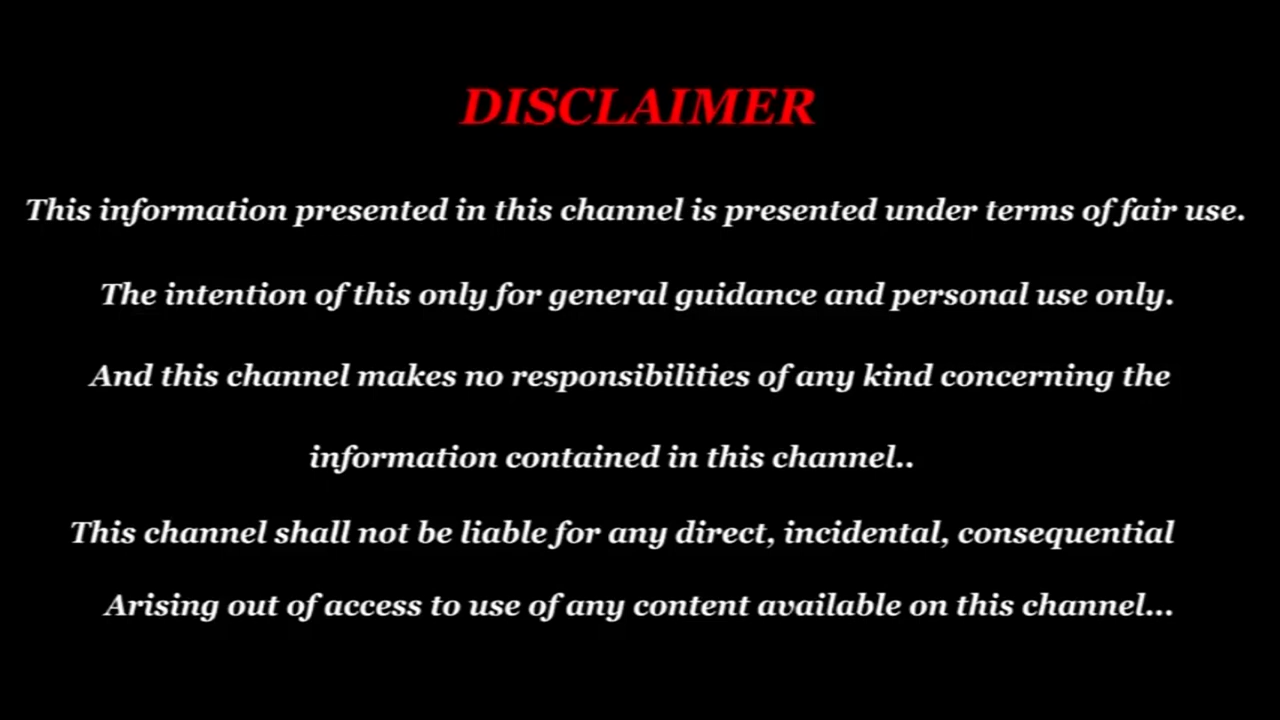 DISCLAIMER
This information presented in this channel is presented under terms of fair use.
The intention of this only for general guidance and personal use only.
And this channel makes no responsibilities of any kind concerning the
information contained in this channel..
This channel shall not be liable for any direct, incidental, consequential
Arising out of access to use of any content available on this channel...